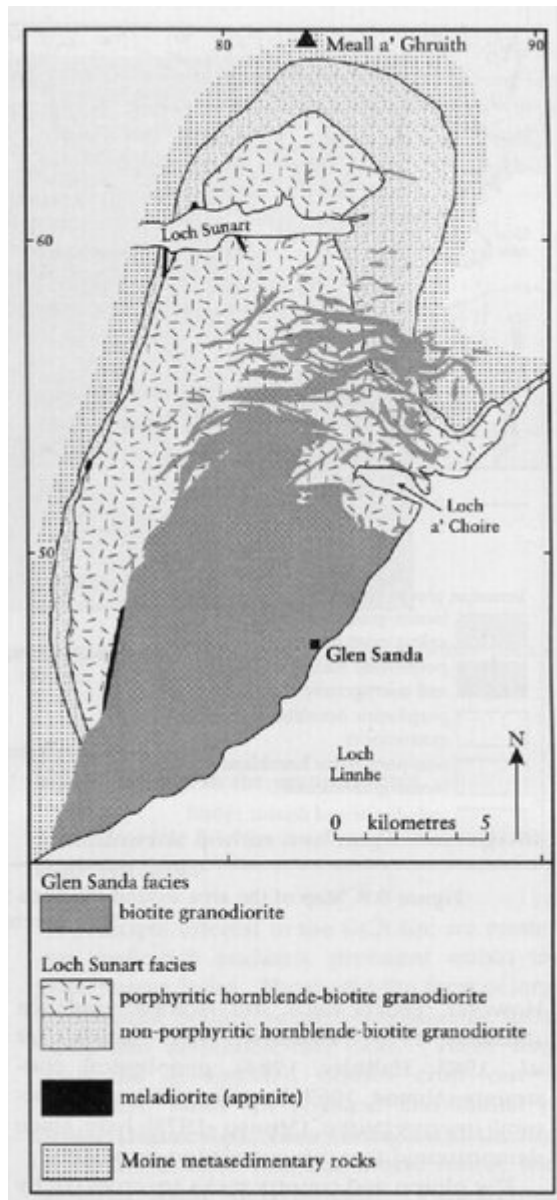 80
90
Meall a' Ghruith
Loch Sunart
60
Loch
a' Choire
50
Glen Sanda
Loch
Linnhe
N
0 kilometres 5
Glen Sanda facies
biotite granodiorite
Loch Sunart facies
porphyritic hornblende-biotite granodiorite
non-porphyritic hornblende-biotite granodiorite
meladiorite (appinite)
Moine metasedimentary rocks